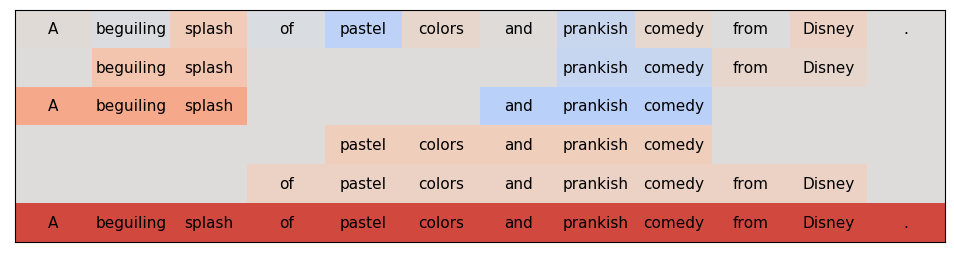 A beguiling splash of pastel colors and prankish comedy from Disney .
beguiling splash prankish comedy from Disney
A beguiling splash and prankish comedy
pastel colors and prankish comedy
of pastel colors and prankish comedy from Disney
A beguiling splash of pastel colors and prankish comedy from Disney .